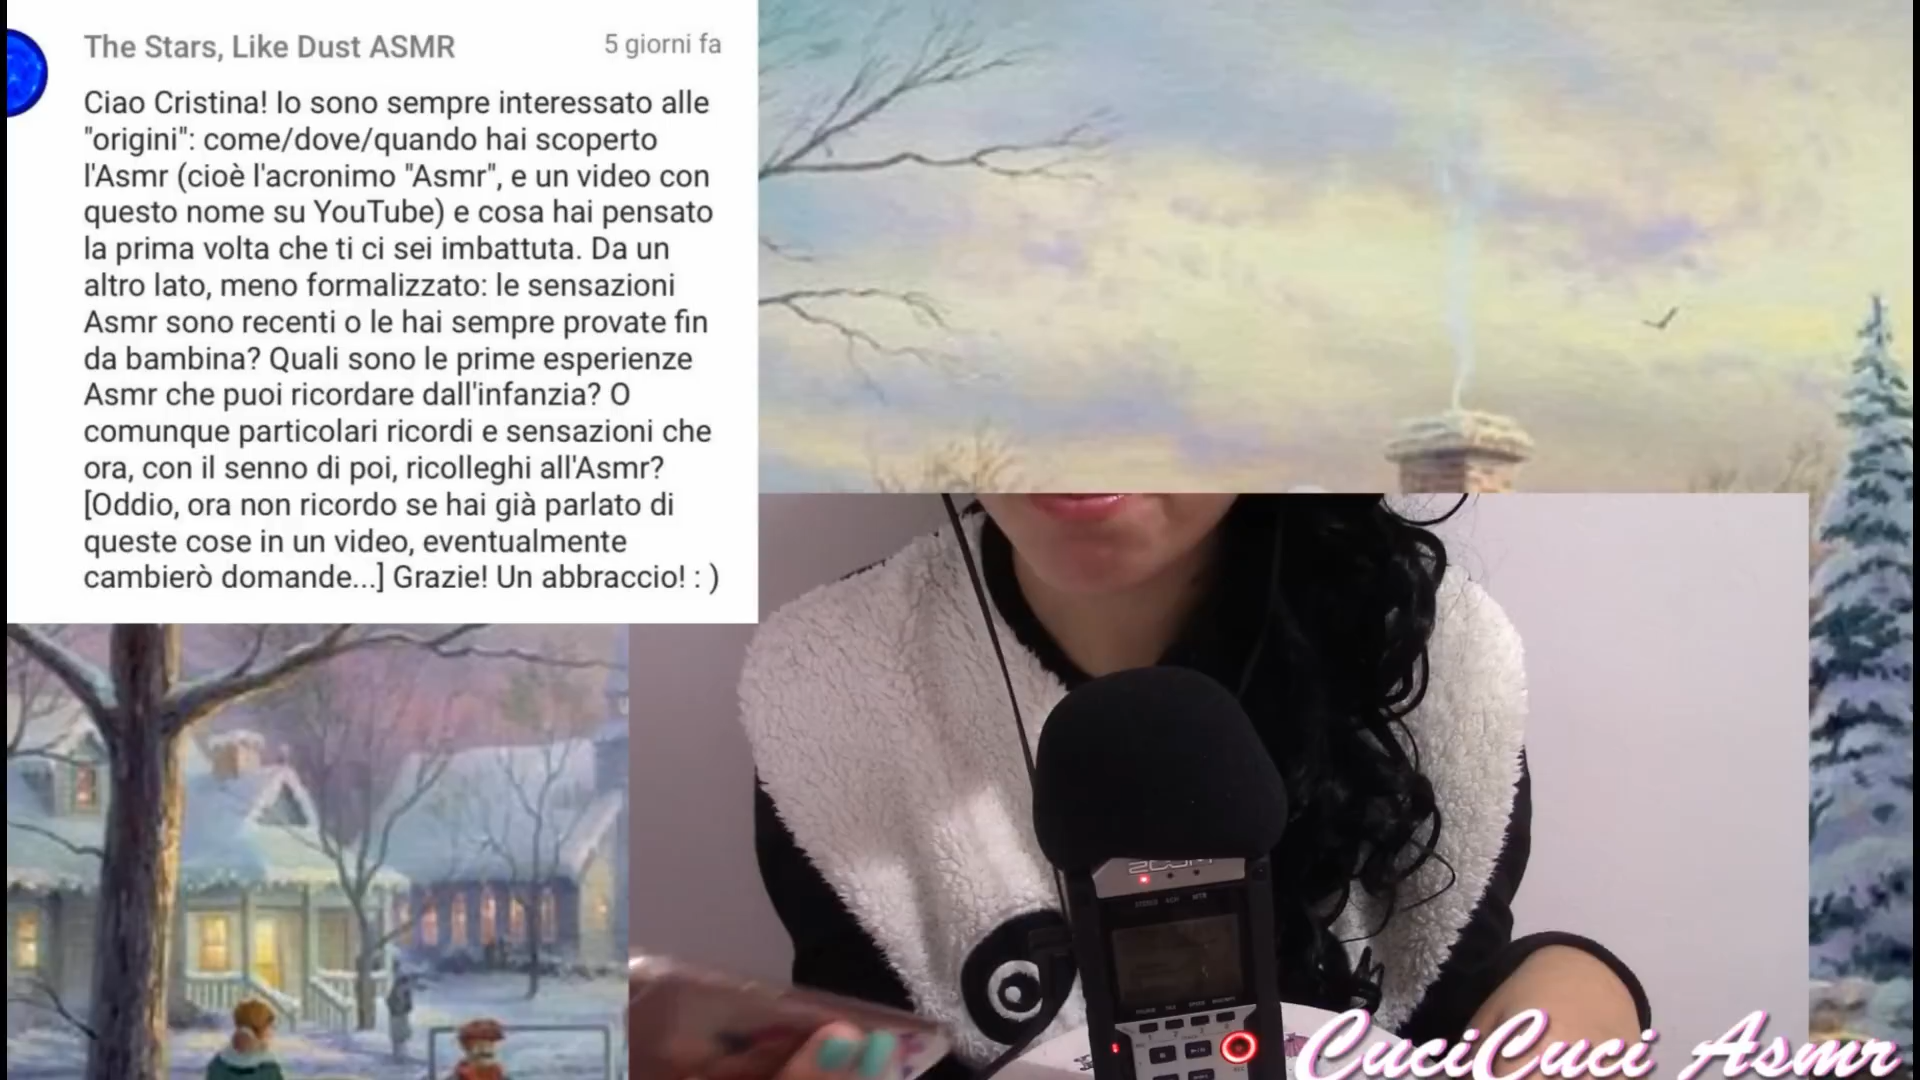 The Stars, Like Dust ASMR
5 giorni fa
Ciao Cristina! Io sono sempre interessato alle
"origini": come/dove/quando hai scoperto
l'Asmr (cioè l'acronimo "Asmr", e un video con
questo nome su YouTube) e cosa hai pensato
la prima volta che ti ci sei imbattuta. Da un
altro lato, meno formalizzato: le sensazioni
Asmr sono recenti o le hai sempre provate fin
da bambina? Quali sono le prime esperienze
Asmr che puoi ricordare dall'infanzia? O
comunque particolari ricordi e sensazioni che
ora, con il senno di poi, ricolleghi all'Asmr?
[Oddio, ora non ricordo se hai già parlato di
queste cose in un video, eventualmente
cambierò domande...] Grazie! Un abbraccio! : )
zoom
STEREO 4CH MTR
CuciCuci Asmr